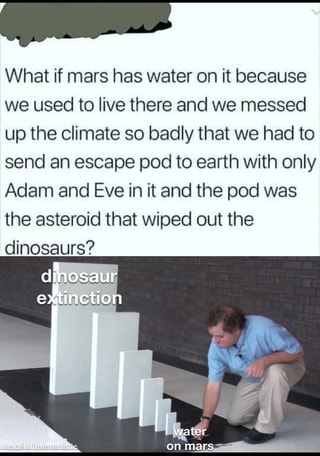 What if mars has water on it because
we used to live there and we messed
up the climate so badly that we had to
send an escape pod to earth with only
Adam and Eve in it and the pod was
the asteroid that wiped out the
dinosaurs?
dinosaur
extinction
water
on mars